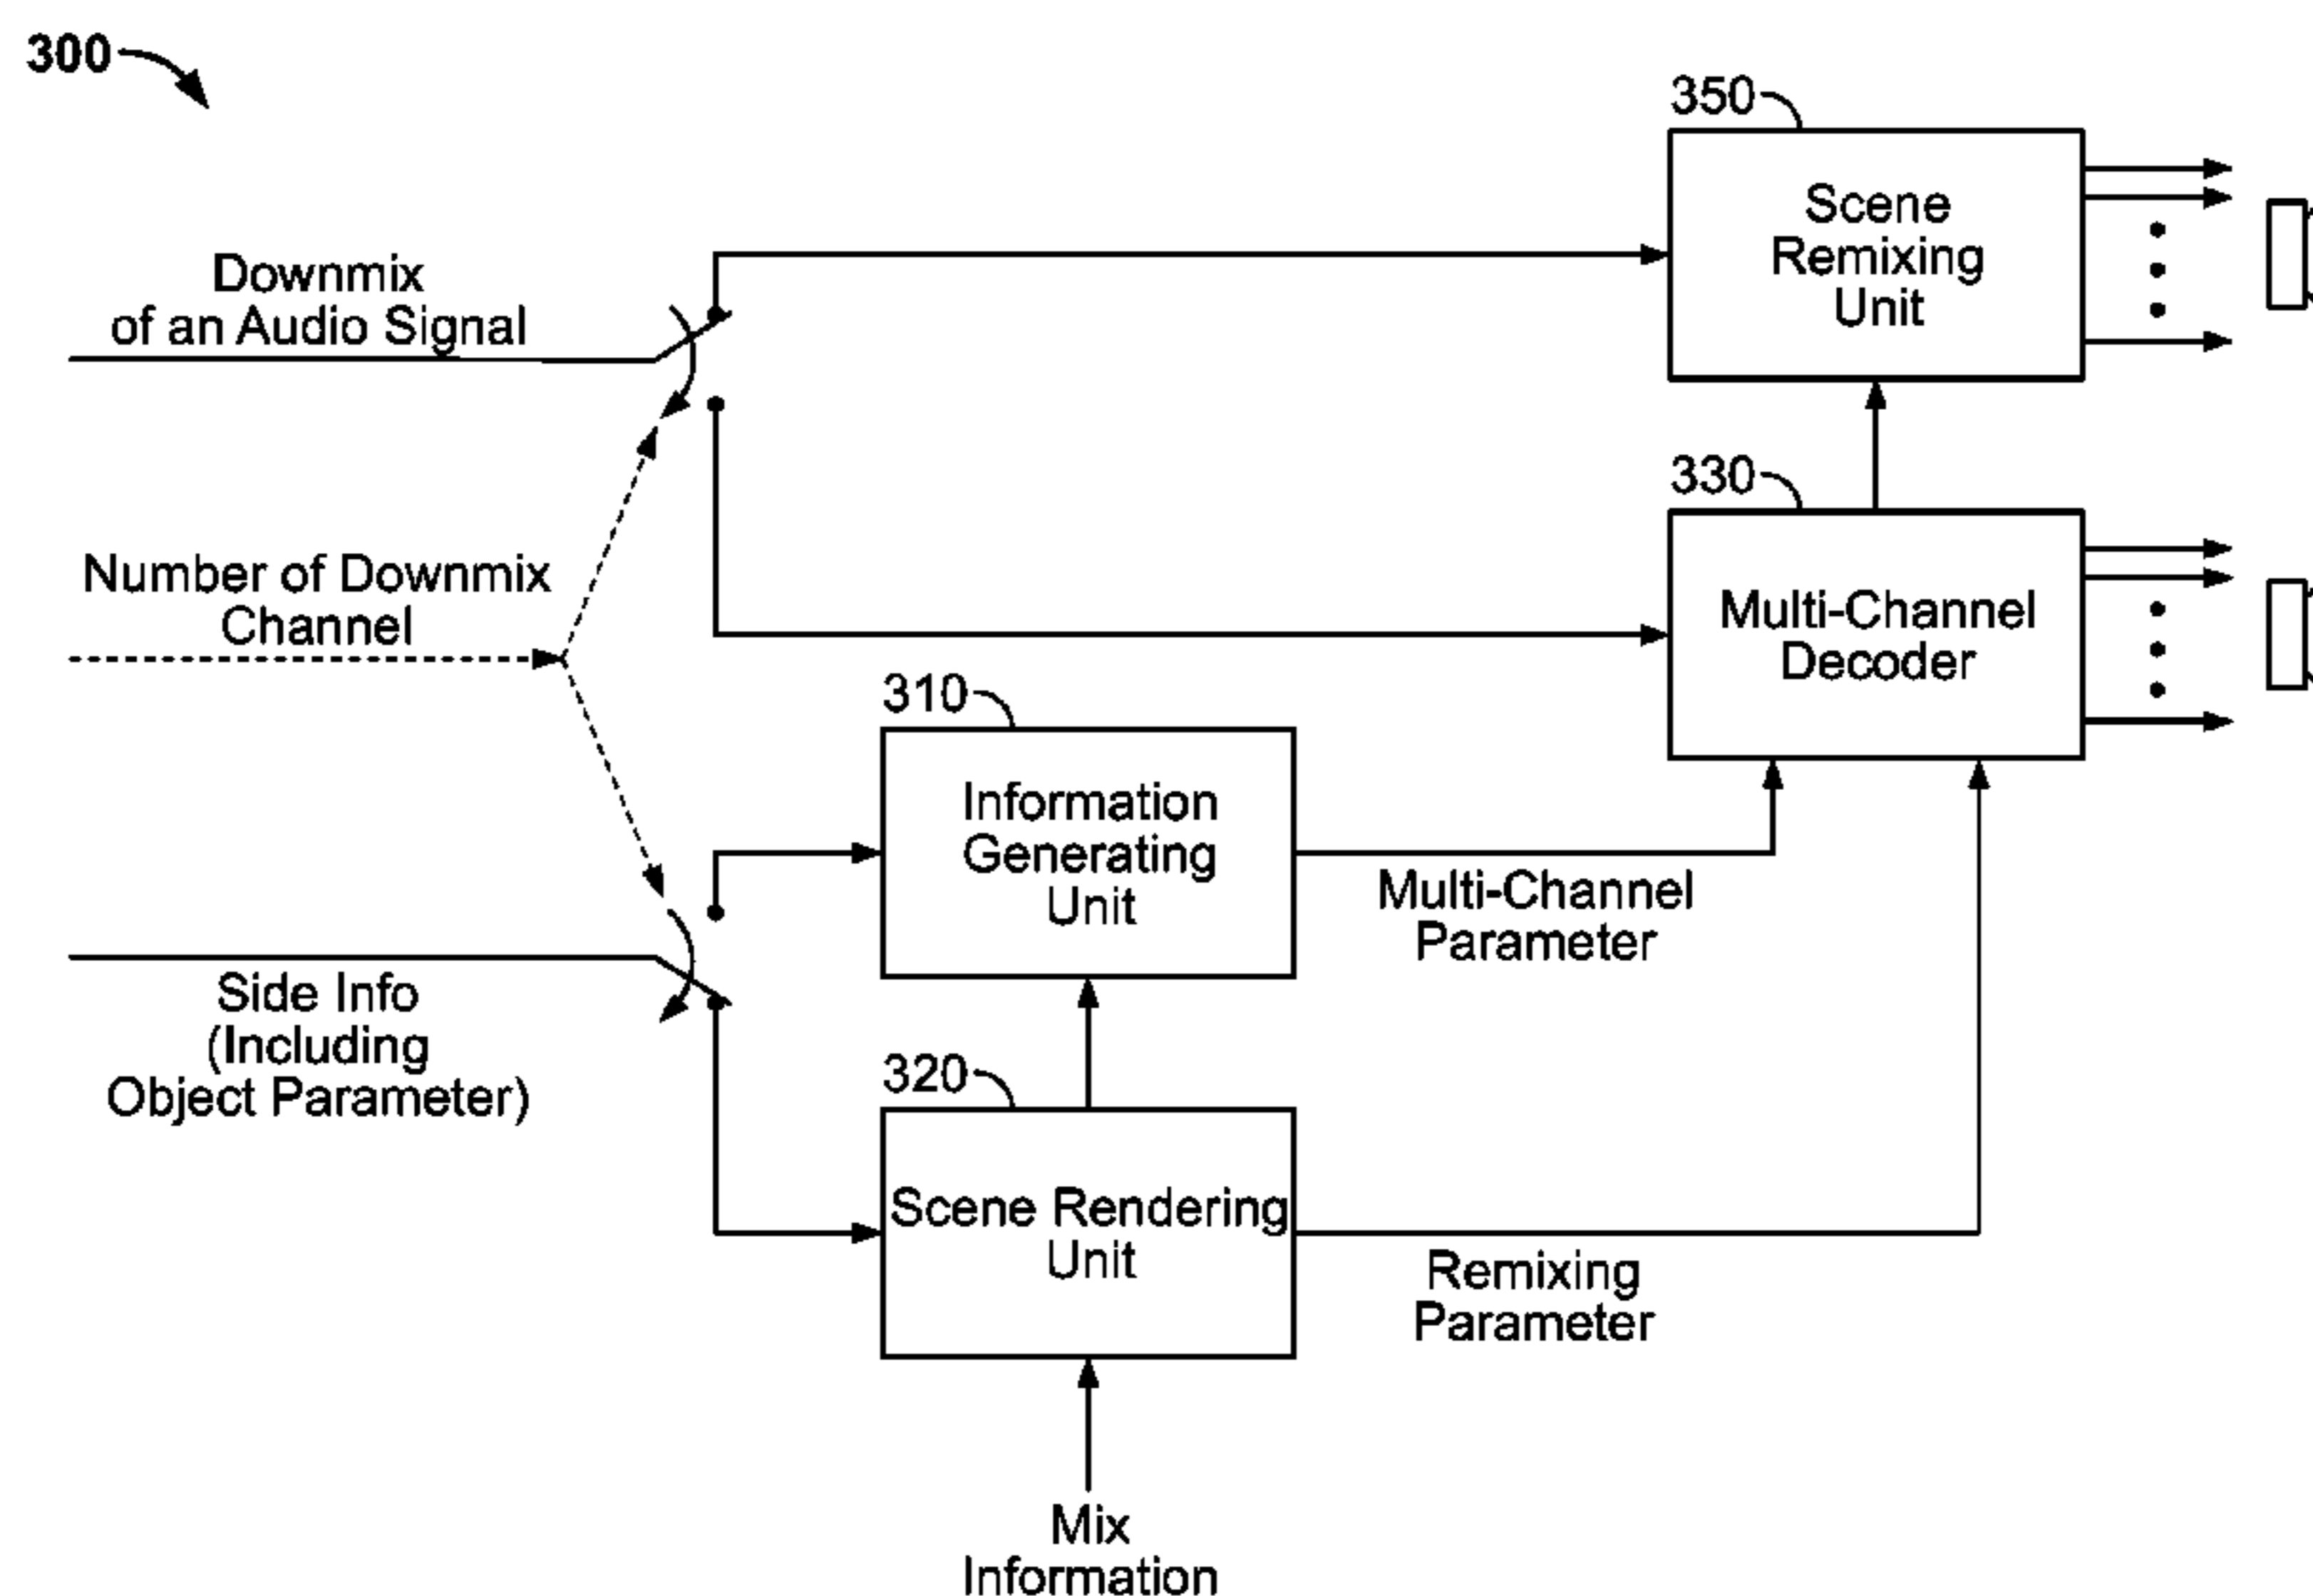 300
350
Scene
Remixing
Unit
Downmix
of an Audio Signal
330
Multi-Channel
Decoder
Number of Downmix
Channel
310
Information
Generating
Unit
Multi-Channel
Parameter
Side Info
(Including
Object Parameter)
320
Scene Rendering
Unit
Remixing
Parameter
Mix
Information